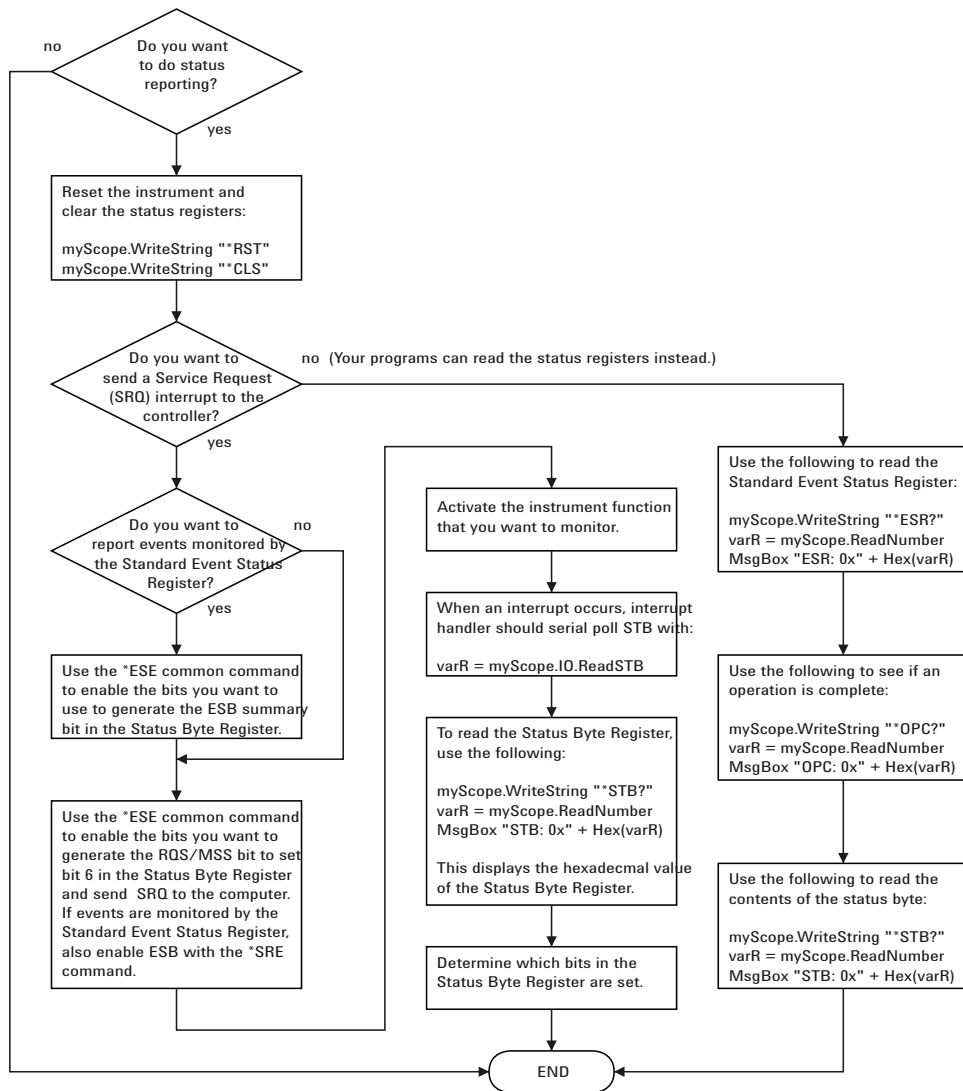 Do you want
to do status
reporting?
no
yes
Reset the instrument and
clear the status registers:
myScope.WriteString "*RST"
myScope.WriteString "*CLS"
Do you want to
send a Service Request
(SRQ) interrupt to the
controller?
no (Your programs can read the status registers instead.)
yes
Do you want to
report events monitored by
the Standard Event Status
Register?
no
yes
Use the *ESE common command
to enable the bits you want to
use to generate the ESB summary
bit in the Status Byte Register.
Use the *ESE common command
to enable the bits you want to
generate the RQS/MSS bit to set
bit 6 in the Status Byte Register
and send SRQ to the computer.
If events are monitored by the
Standard Event Status Register,
also enable ESB with the *SRE
command.
Activate the instrument function
that you want to monitor.
When an interrupt occurs, interrupt
handler should serial poll STB with:
varR = myScope.IO.ReadSTB
To read the Status Byte Register,
use the following:
myScope.WriteString "*STB?"
varR = myScope.ReadNumber
MsgBox "STB: 0x" + Hex(varR)
This displays the hexadecmal value
of the Status Byte Register.
Determine which bits in the
Status Byte Register are set.
Use the following to read the
Standard Event Status Register:
myScope.WriteString "*ESR?"
varR = myScope.ReadNumber
MsgBox "ESR: 0x" + Hex(varR)
Use the following to see if an
operation is complete:
myScope.WriteString "*OPC?"
varR = myScope.ReadNumber
MsgBox "OPC: 0x" + Hex(varR)
Use the following to read the
contents of the status byte:
myScope.WriteString "*STB?"
varR = myScope.ReadNumber
MsgBox "STB: 0x" + Hex(varR)
END